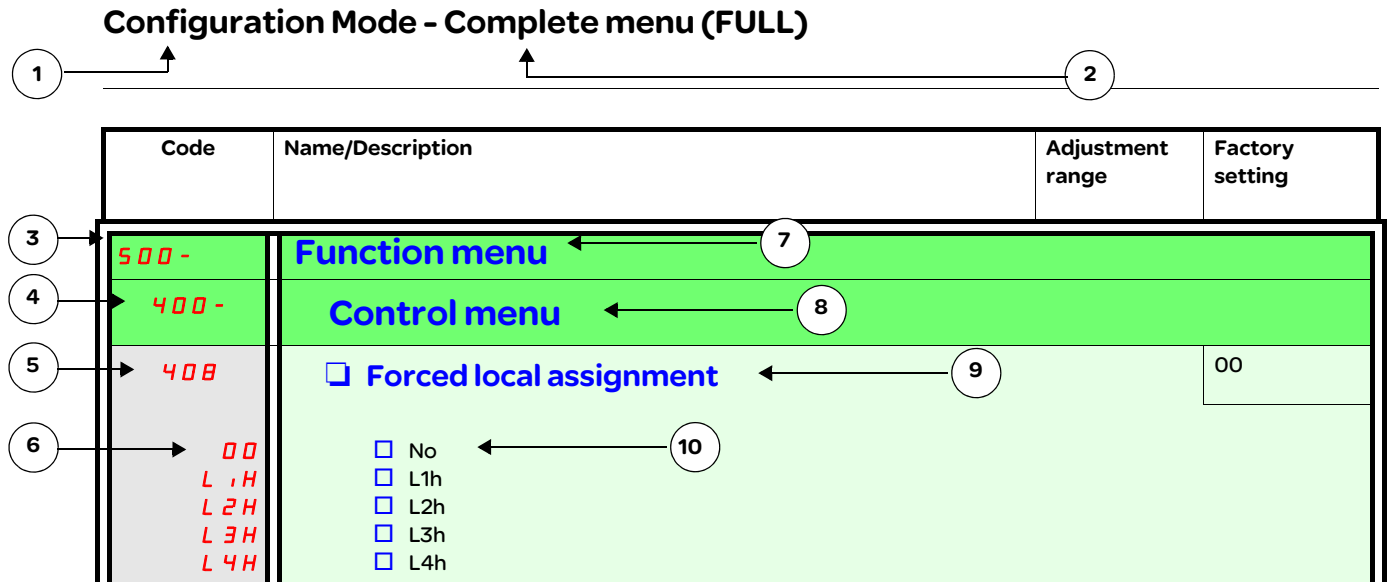 Configuration Mode - Complete menu (FULL)
1 2
Code Name/Description Adjustment range Factory setting
3 500- Function menu 7
4 400- Control menu 8
5 408 ❏ Forced local assignment 9 00
6 00 □ No 10
L1H □ L1h
L2H □ L2h
L3H □ L3h
L4H □ L4h